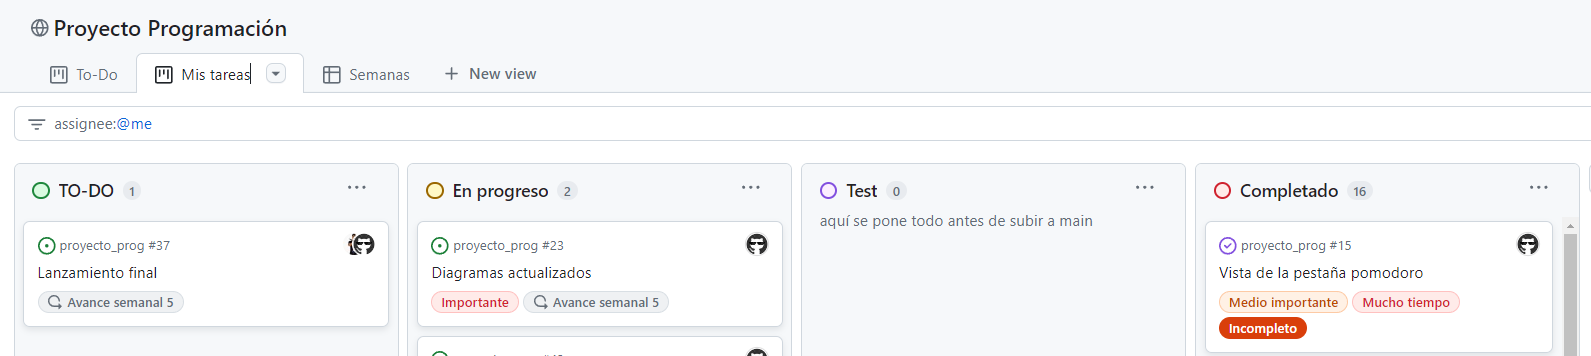 Proyecto Programación
To-Do
Mis tareas
Semanas
New view
assignee:@me
TO-DO 1
proyecto_prog #37
Lanzamiento final
Avance semanal 5
En progreso 2
proyecto_prog #23
Diagramas actualizados
Importante Avance semanal 5
Test 0
aquí se pone todo antes de subir a main
Completado 16
proyecto_prog #15
Vista de la pestaña pomodoro
Medio importante Mucho tiempo
Incompleto